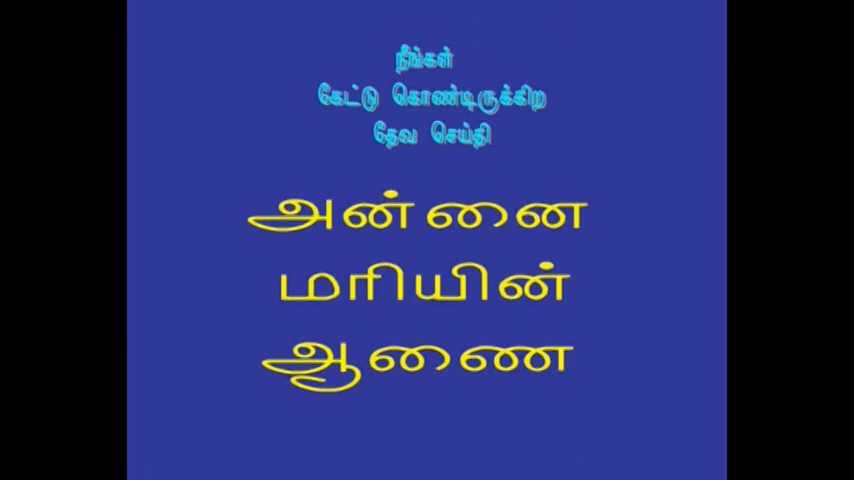 நீங்கள்
கேட்டு கொண்டிருக்கிற
தேவ செய்தி
அன்னை
மரியின்
ஆணை